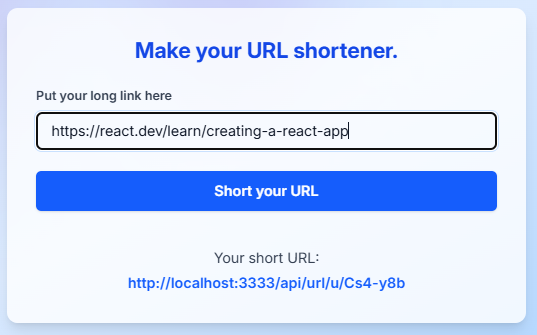 Make your URL shortener.
Put your long link here
https://react.dev/learn/creating-a-react-app
Short your URL
Your short URL:
http://localhost:3333/api/url/u/Cs4-y8b